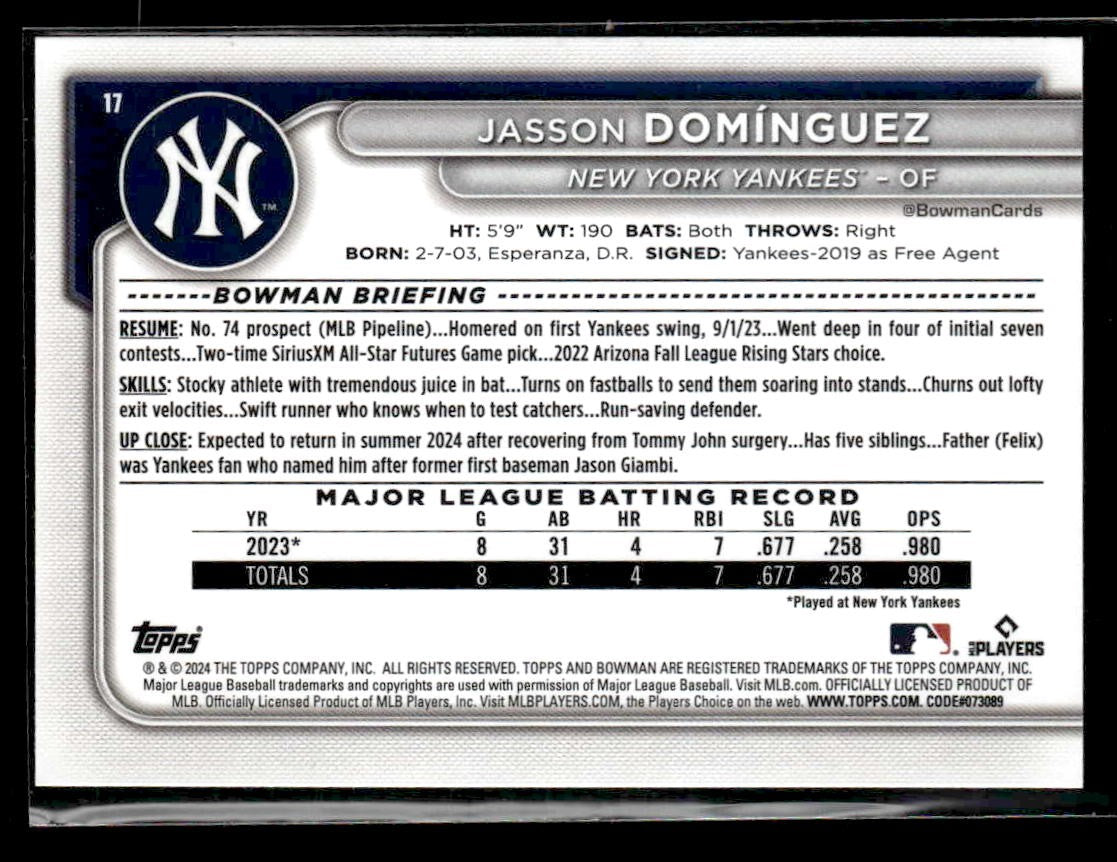 17
NY
TM
JASSON DOMÍNGUEZ
NEW YORK YANKEES™ – OF
@BowmanCards
HT: 5'9" WT: 190 BATS: Both THROWS: Right
BORN: 2-7-03, Esperanza, D.R. SIGNED: Yankees-2019 as Free Agent
BOWMAN BRIEFING
RESUME: No. 74 prospect (MLB Pipeline)...Homered on first Yankees swing, 9/1/23...Went deep in four of initial seven
contests...Two-time SiriusXM All-Star Futures Game pick...2022 Arizona Fall League Rising Stars choice.
SKILLS: Stocky athlete with tremendous juice in bat...Turns on fastballs to send them soaring into stands...Churns out lofty
exit velocities...Swift runner who knows when to test catchers...Run-saving defender.
UP CLOSE: Expected to return in summer 2024 after recovering from Tommy John surgery...Has five siblings...Father (Felix)
was Yankees fan who named him after former first baseman Jason Giambi.
MAJOR LEAGUE BATTING RECORD
YR G AB HR RBI SLG AVG OPS
2023* 8 31 4 7 .677 .258 .980
TOTALS 8 31 4 7 .677 .258 .980
*Played at New York Yankees
Topps®
MLB PLAYERS
® & © 2024 THE TOPPS COMPANY, INC. ALL RIGHTS RESERVED. TOPPS AND BOWMAN ARE REGISTERED TRADEMARKS OF THE TOPPS COMPANY, INC.
Major League Baseball trademarks and copyrights are used with permission of Major League Baseball. Visit MLB.com. OFFICIALLY LICENSED PRODUCT OF
MLB. Officially Licensed Product of MLB Players, Inc. Visit MLBPLAYERS.COM, the Players Choice on the web. WWW.TOPPS.COM. CODE#073089